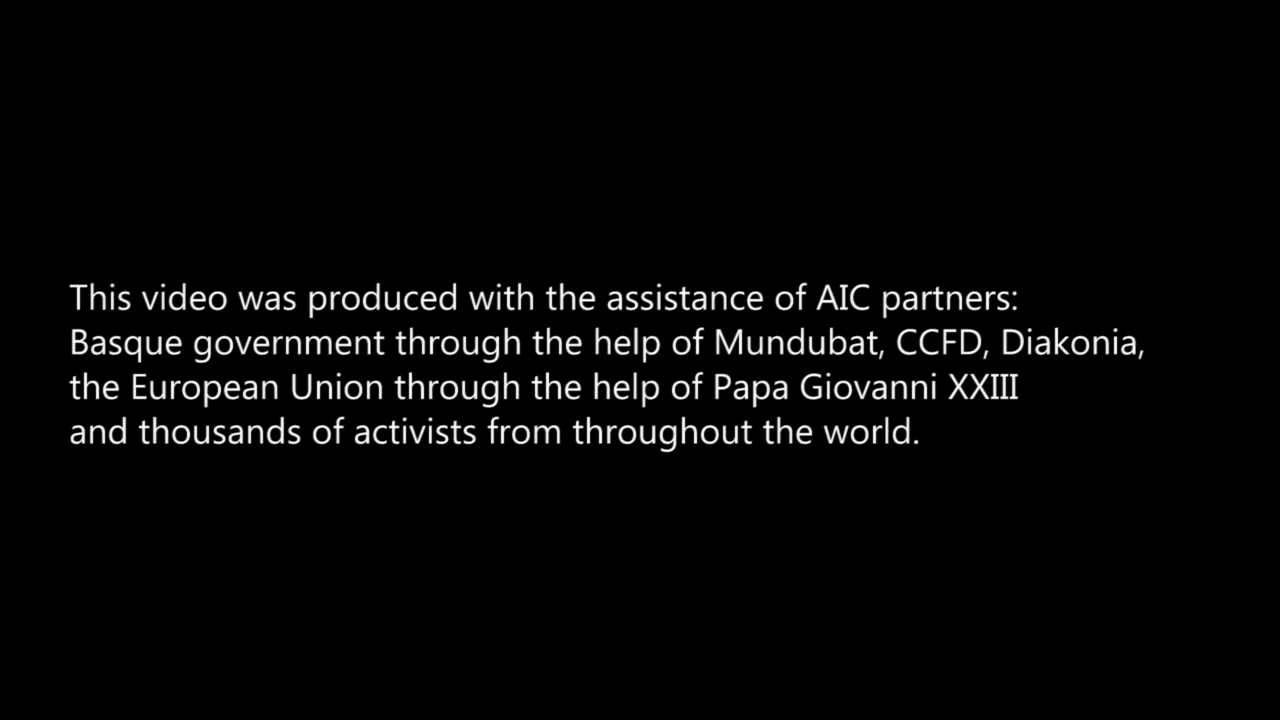 This video was produced with the assistance of AIC partners:
Basque government through the help of Mundubat, CCFD, Diakonia,
the European Union through the help of Papa Giovanni XXIII
and thousands of activists from throughout the world.